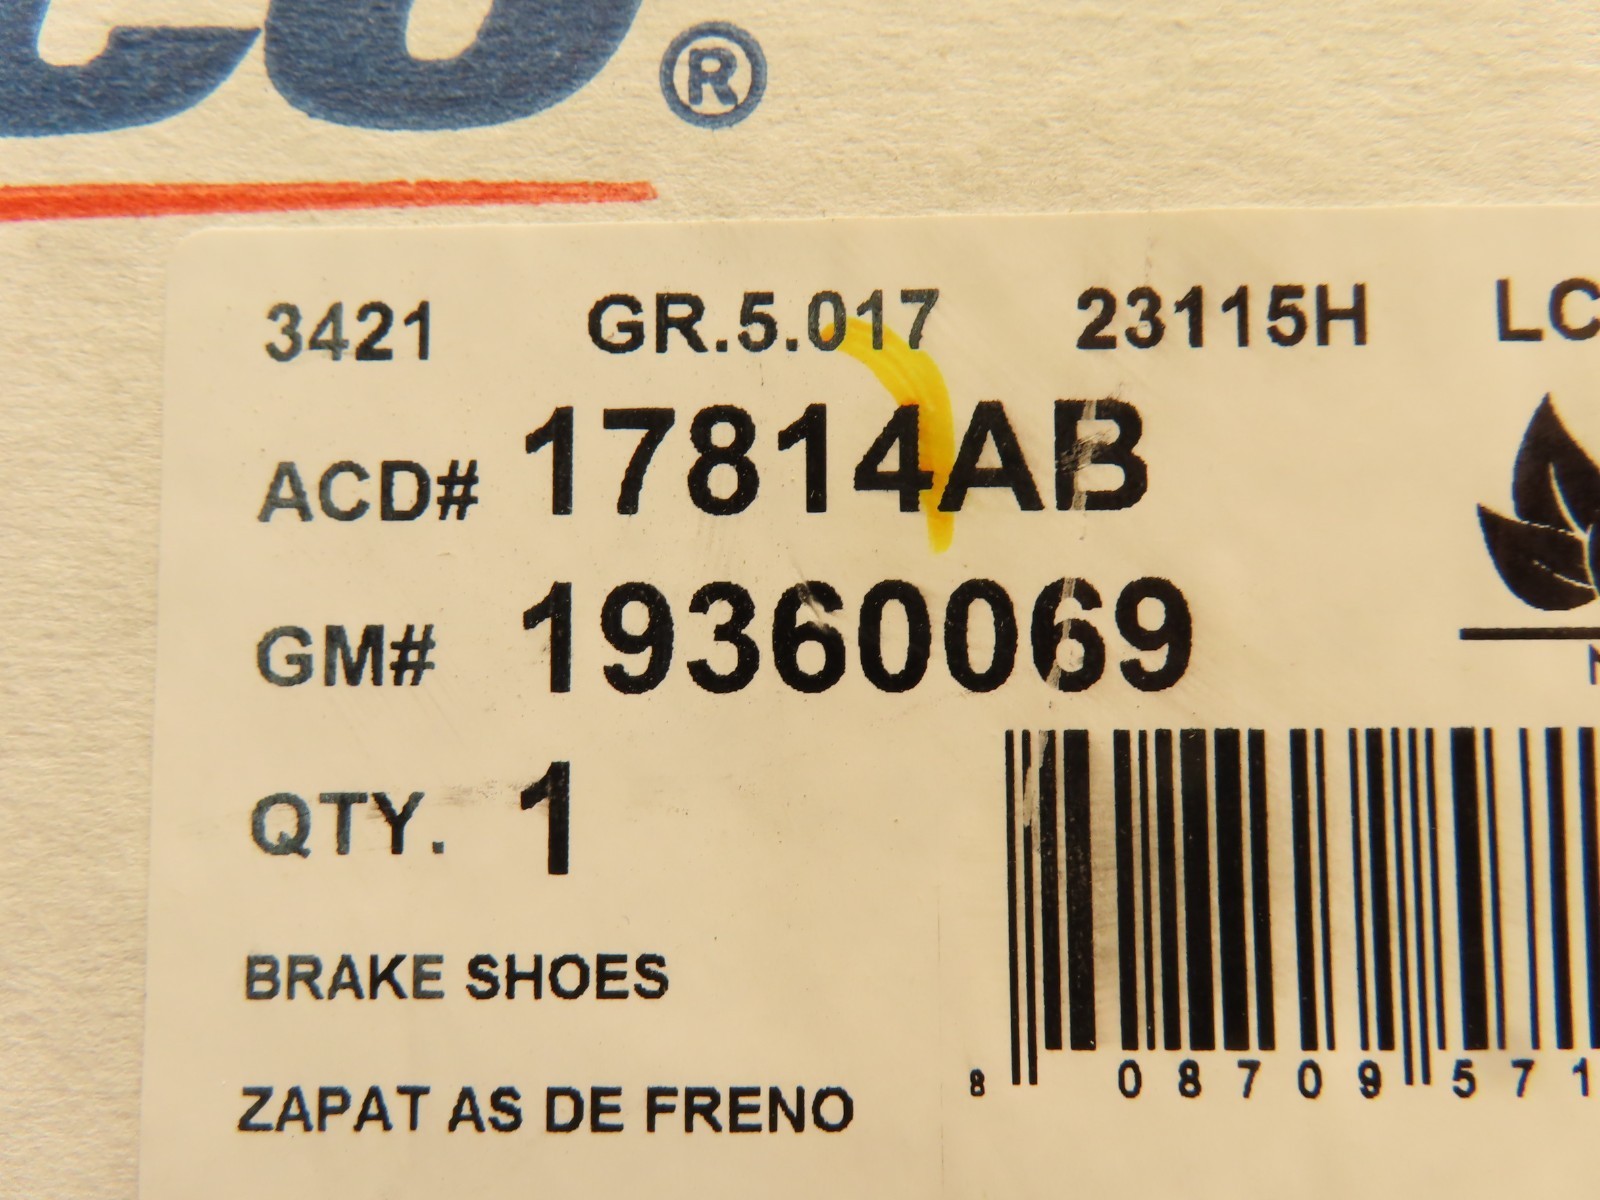 ®
3421 GR.5.017 23115H LC
ACD# 17814AB
GM# 19360069
QTY. 1
BRAKE SHOES
ZAPAT AS DE FRENO
8 08709 571